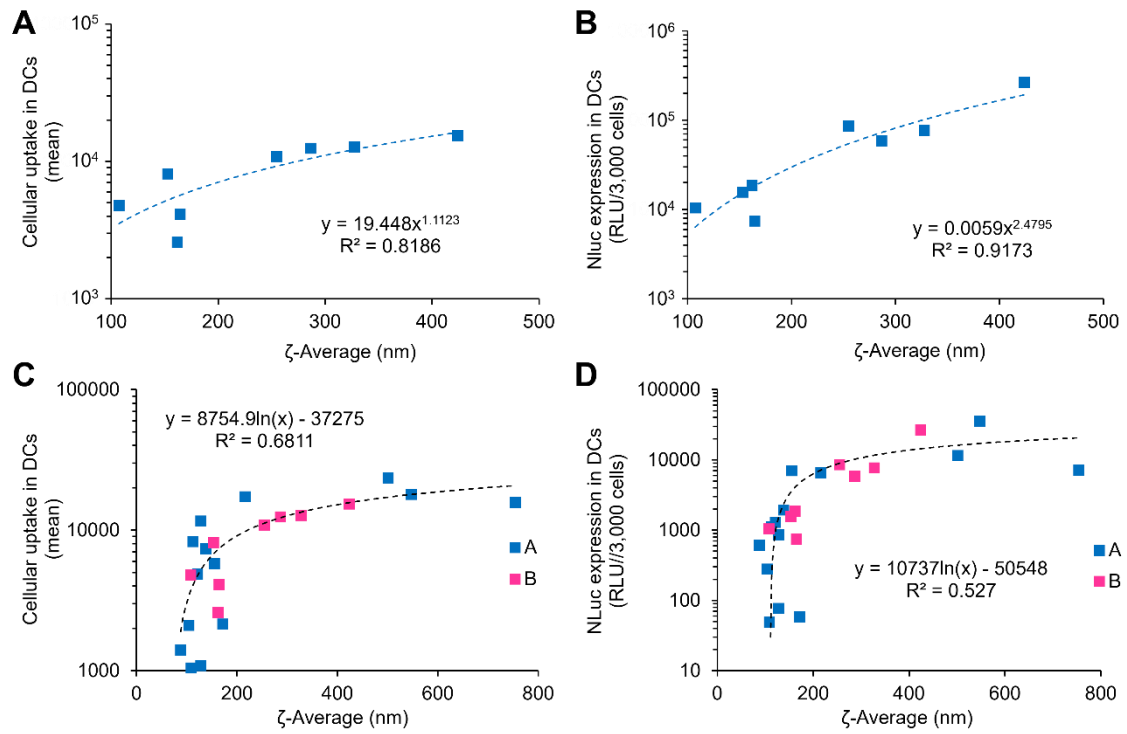 A
Cellular uptake in DCs
(mean)
10⁵
10⁴
10³
y = 19.448x¹·¹¹²³
R² = 0.8186
100
200
300
400
500
ζ-Average (nm)
B
Nluc expression in DCs
(RLU/3,000 cells)
10⁶
10⁵
10⁴
10³
y = 0.0059x²·⁴⁷⁹⁵
R² = 0.9173
100
200
300
400
500
ζ-Average (nm)
C
Cellular uptake in DCs
(mean)
100000
10000
1000
y = 8754.9ln(x) - 37275
R² = 0.6811
A
B
0
200
400
600
800
ζ-Average (nm)
D
NLuc expression in DCs
(RLU//3,000 cells)
100000
10000
1000
100
10
y = 10737ln(x) - 50548
R² = 0.527
A
B
0
200
400
600
800
ζ-Average (nm)